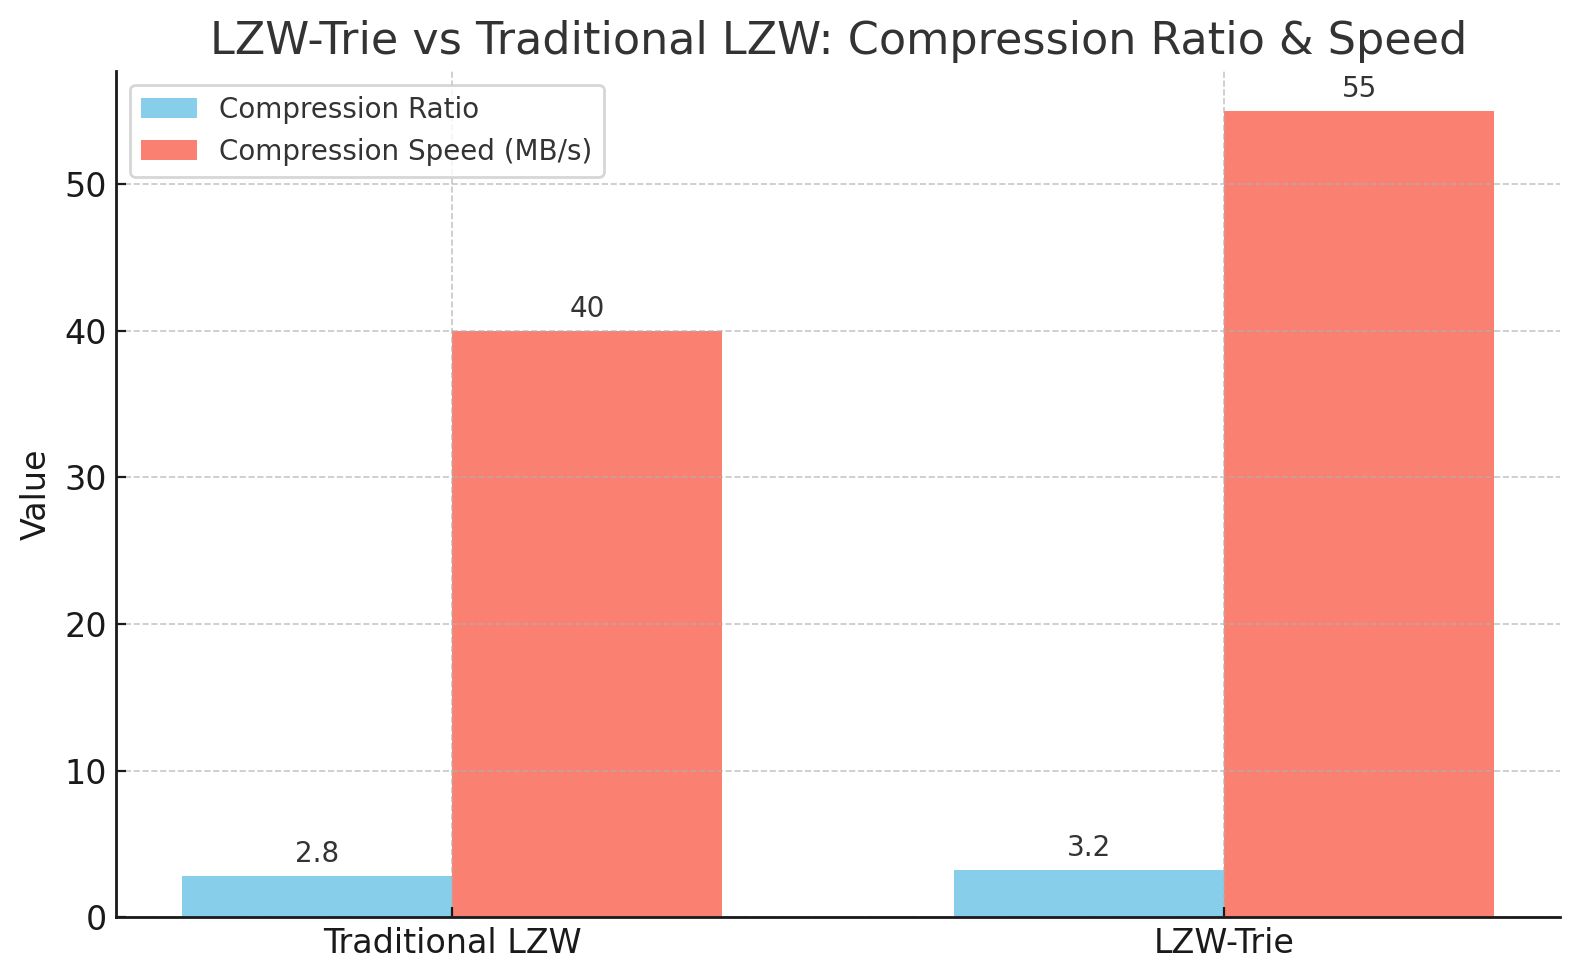 LZW-Trie vs Traditional LZW: Compression Ratio & Speed
Compression Ratio
Compression Speed (MB/s)
Value
50
40
30
20
10
0
2.8
40
3.2
55
Traditional LZW
LZW-Trie